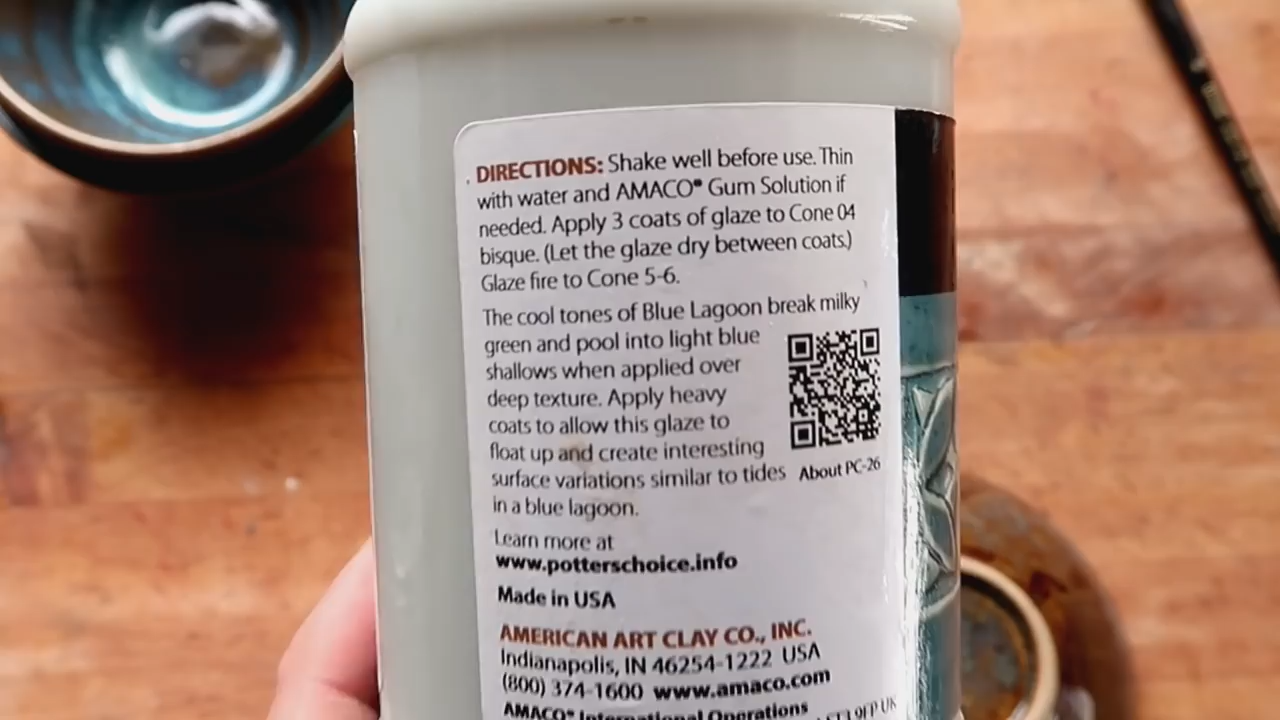 DIRECTIONS: Shake well before use. Thin
with water and AMACO® Gum Solution if
needed. Apply 3 coats of glaze to Cone 04
bisque. (Let the glaze dry between coats.)
Glaze fire to Cone 5-6.
The cool tones of Blue Lagoon break milky
green and pool into light blue
shallows when applied over
deep texture. Apply heavy
coats to allow this glaze to
float up and create interesting
surface variations similar to tides
in a blue lagoon.
About PC-26
Learn more at
www.potterschoice.info
Made in USA
AMERICAN ART CLAY CO., INC.
Indianapolis, IN 46254-1222 USA
(800) 374-1600 www.amaco.com
AMACO® International Operations
9FP UK